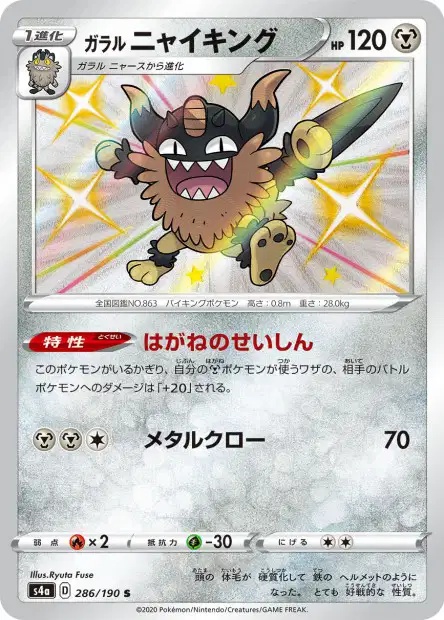 1進化
ガラル ニャイキング
HP 120
ガラル ニャースから進化
全国図鑑NO.863 バイキングポケモン 高さ:0.8m 重さ:28.0kg
特性 とくせい はがねのせいしん
このポケモンがいるかぎり、自分のポケモンが使うワザの、相手のバトル
ポケモンへのダメージは「+20」される。
メタルクロー 70
弱点 ×2 抵抗力 -30 にげる
Illus.Ryuta Fuse
頭の 体毛が 硬質化して 鉄の ヘルメットのように
なった。 とても 好戦的な 性質。
s4a D 286/190 S
©2020 Pokémon/Nintendo/Creatures/GAME FREAK.